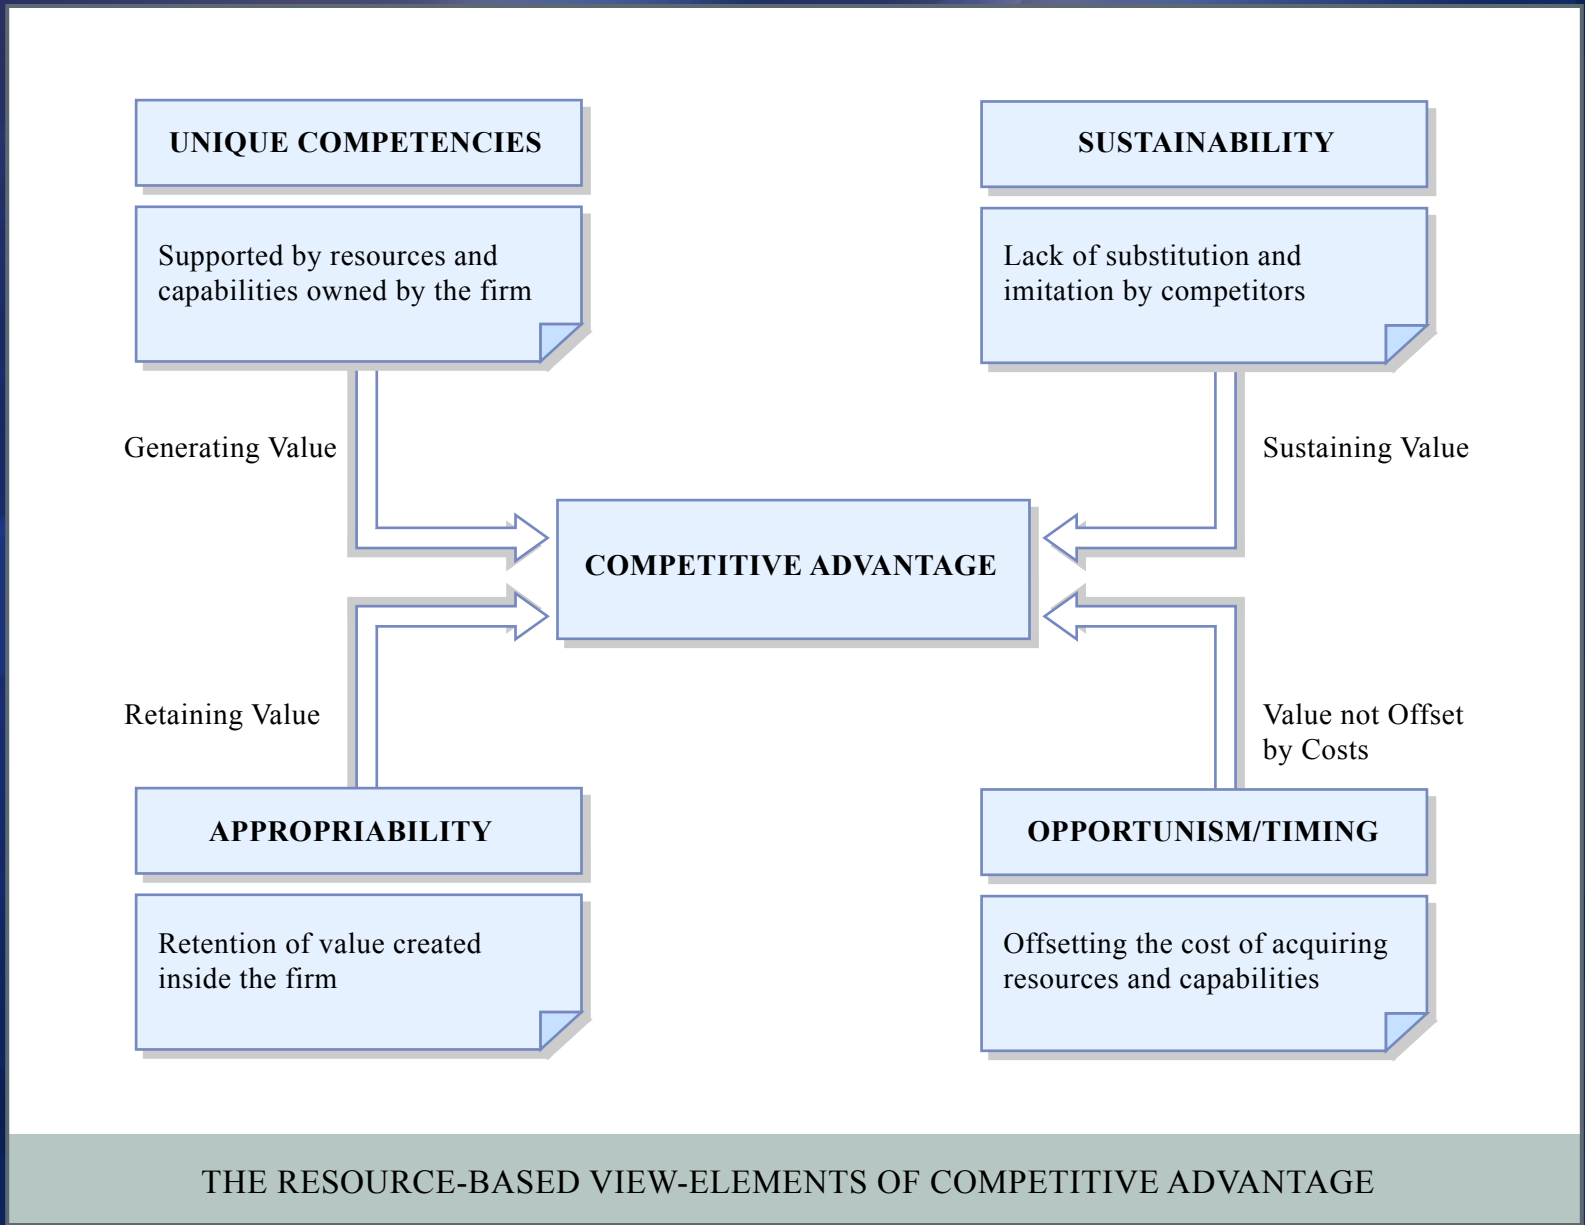 UNIQUE COMPETENCIES
Supported by resources and
capabilities owned by the firm
SUSTAINABILITY
Lack of substitution and
imitation by competitors
Generating Value
Sustaining Value
COMPETITIVE ADVANTAGE
Retaining Value
Value not Offset
by Costs
APPROPRIABILITY
Retention of value created
inside the firm
OPPORTUNISM/TIMING
Offsetting the cost of acquiring
resources and capabilities
THE RESOURCE-BASED VIEW-ELEMENTS OF COMPETITIVE ADVANTAGE